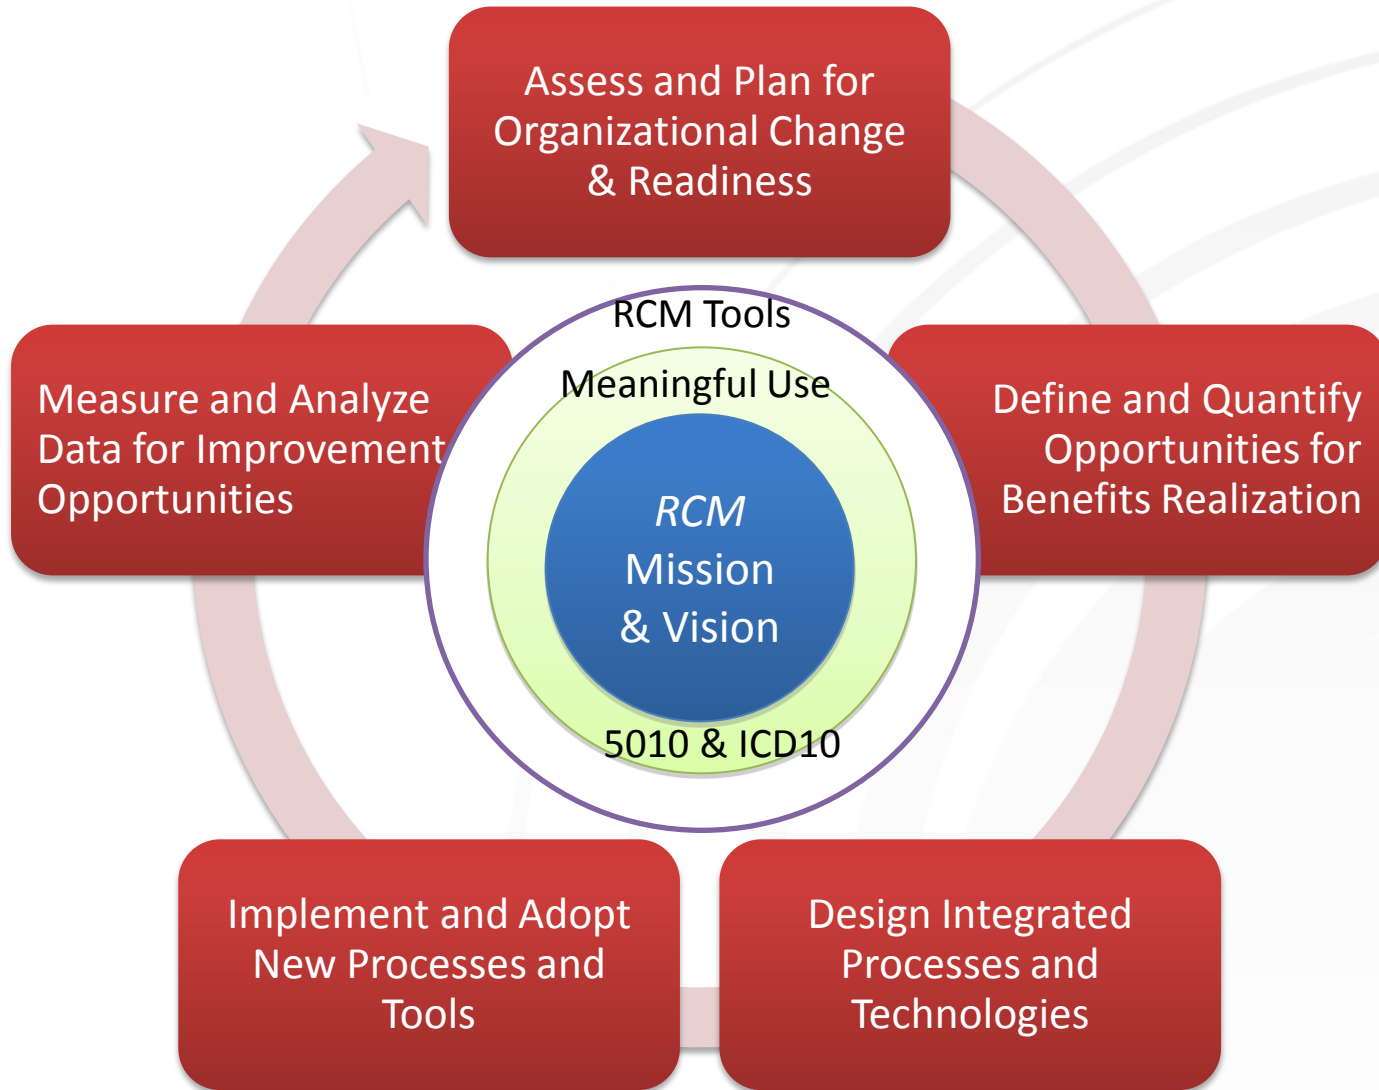 Assess and Plan for
Organizational Change
& Readiness
RCM Tools
Meaningful Use
Measure and Analyze
Data for Improvement
Opportunities
Define and Quantify
Opportunities for
Benefits Realization
RCM
Mission
& Vision
5010 & ICD10
Implement and Adopt
New Processes and
Tools
Design Integrated
Processes and
Technologies